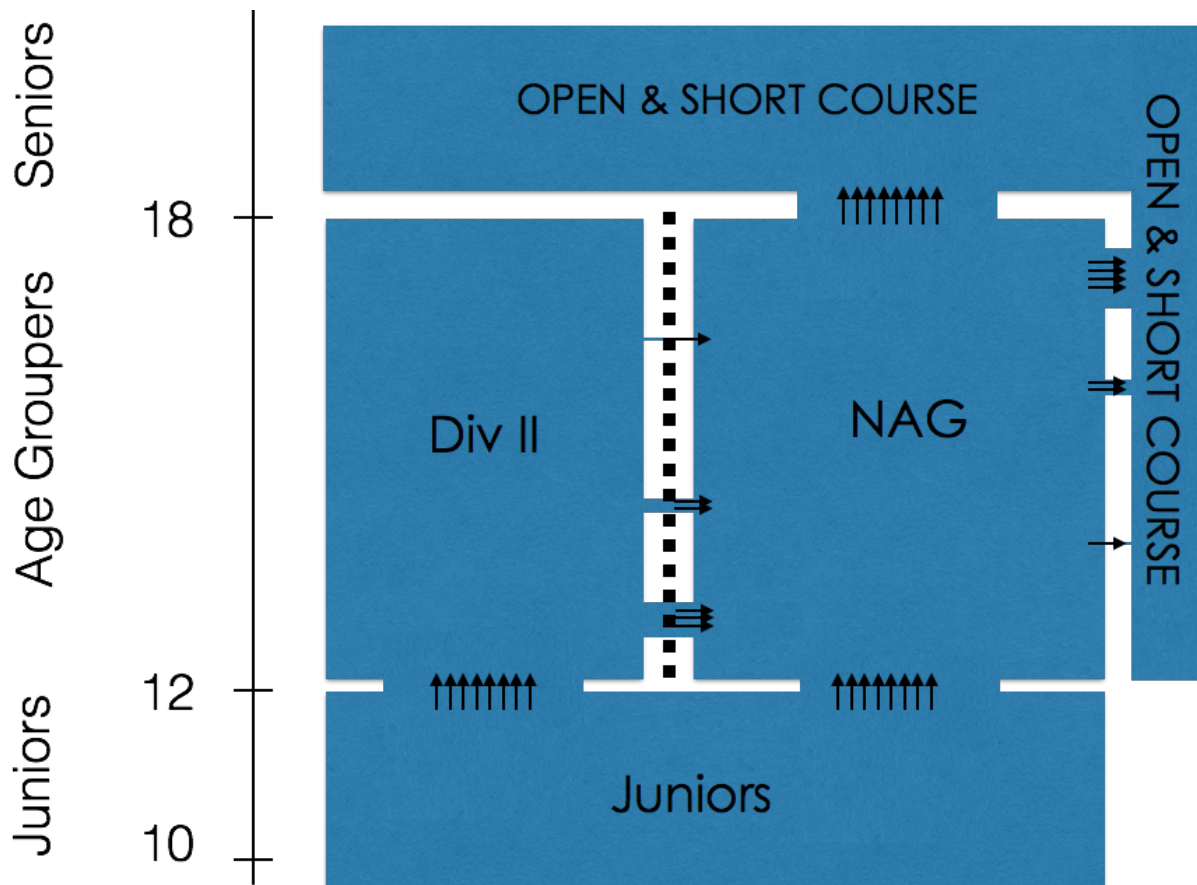 Seniors
OPEN & SHORT COURSE
OPEN & SHORT COURSE
18
Age Groupers
Div II
NAG
12
Juniors
Juniors
10